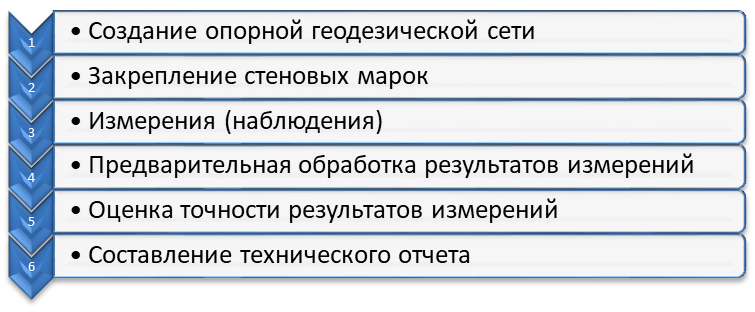 1 • Создание опорной геодезической сети
2 • Закрепление стеновых марок
3 • Измерения (наблюдения)
4 • Предварительная обработка результатов измерений
5 • Оценка точности результатов измерений
6 • Составление технического отчета